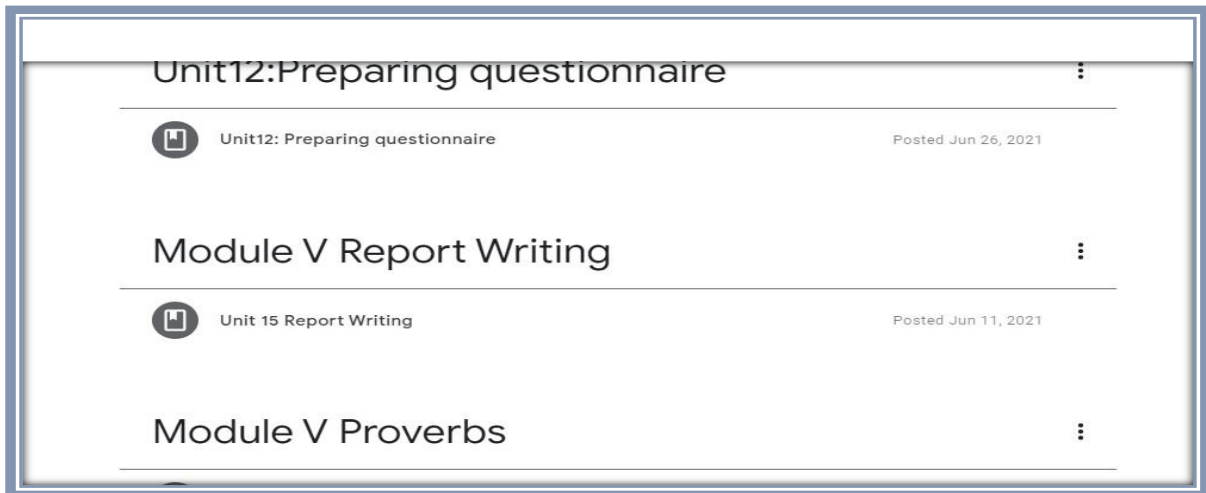 Unit12:Preparing questionnaire
Unit12: Preparing questionnaire Posted Jun 26, 2021
Module V Report Writing
Unit 15 Report Writing Posted Jun 11, 2021
Module V Proverbs